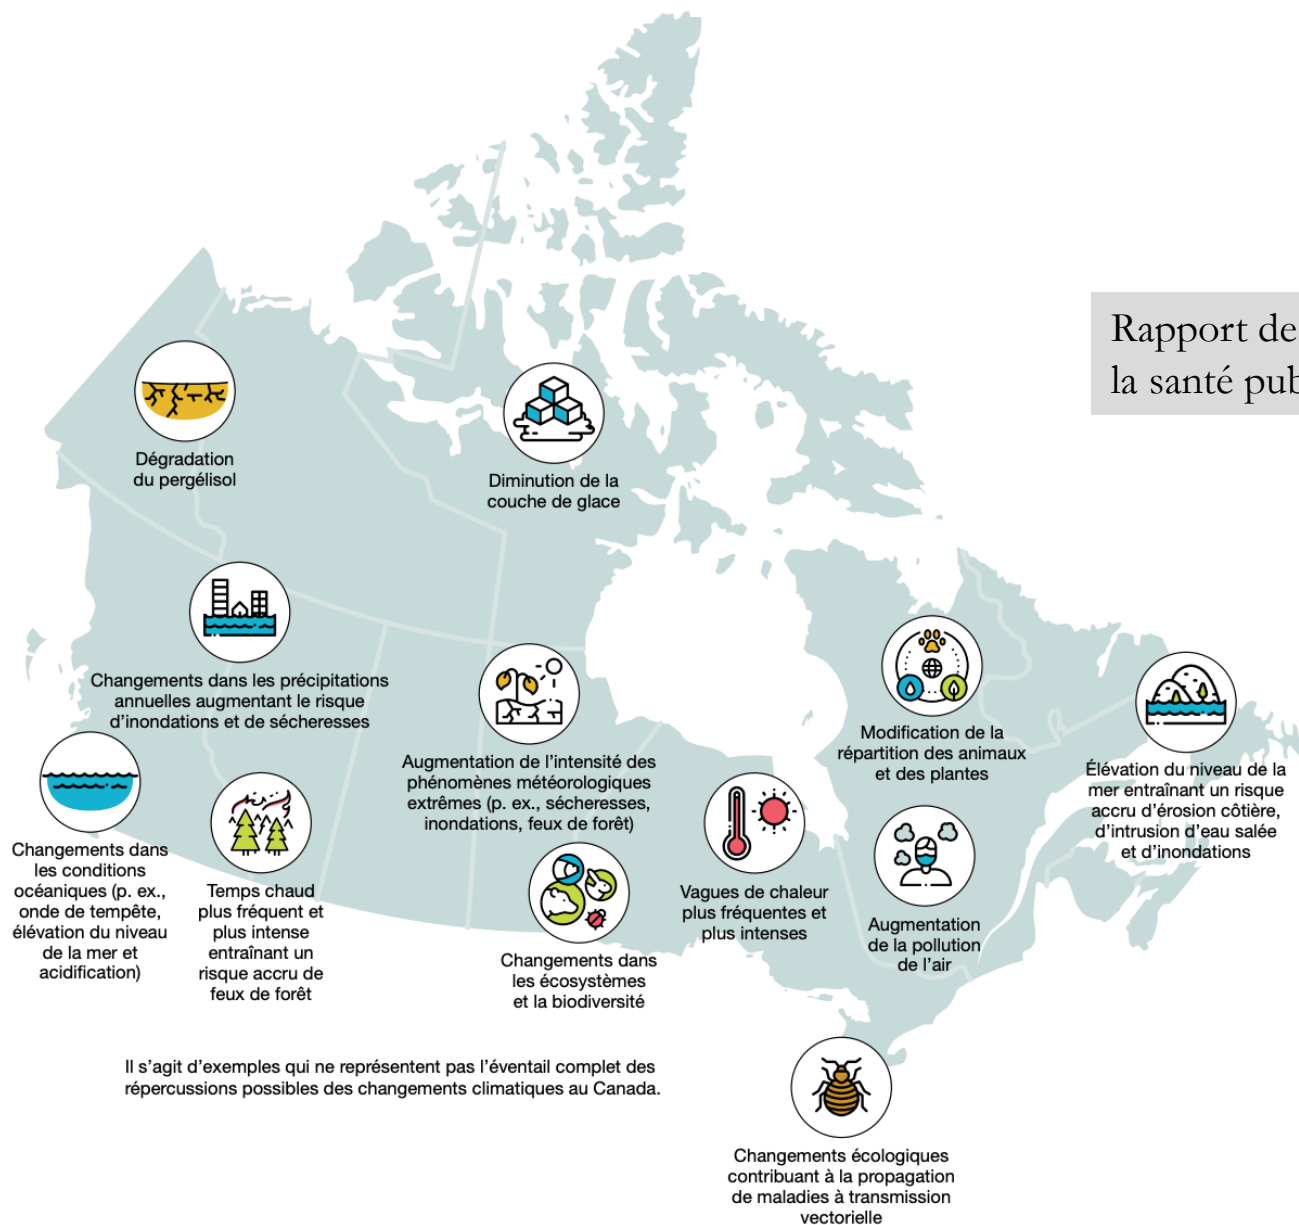 Rapport de
la santé pub
Dégradation
du pergélisol
Diminution de la
couche de glace
Changements dans les précipitations
annuelles augmentant le risque
d’inondations et de sécheresses
Augmentation de l’intensité des
phénomènes météorologiques
extrêmes (p. ex., sécheresses,
inondations, feux de forêt)
Modification de la
répartition des animaux
et des plantes
Élévation du niveau de la
mer entraînant un risque
accru d’érosion côtière,
d’intrusion d’eau salée
et d’inondations
Changements dans
les conditions
océaniques (p. ex.,
onde de tempête,
élévation du niveau
de la mer et
acidification)
Temps chaud
plus fréquent et
plus intense
entraînant un
risque accru de
feux de forêt
Changements dans
les écosystèmes
et la biodiversité
Vagues de chaleur
plus fréquentes et
plus intenses
Augmentation
de la pollution
de l’air
Il s’agit d’exemples qui ne représentent pas l’éventail complet des
répercussions possibles des changements climatiques au Canada.
Changements écologiques
contribuant à la propagation
de maladies à transmission
vectorielle